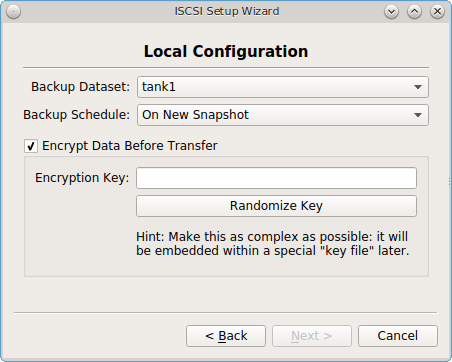 ISCSI Setup Wizard
Local Configuration
Backup Dataset: tank1
Backup Schedule: On New Snapshot
Encrypt Data Before Transfer
Encryption Key:
Randomize Key
Hint: Make this as complex as possible: it will
be embedded within a special "key file" later.
< Back Next > Cancel